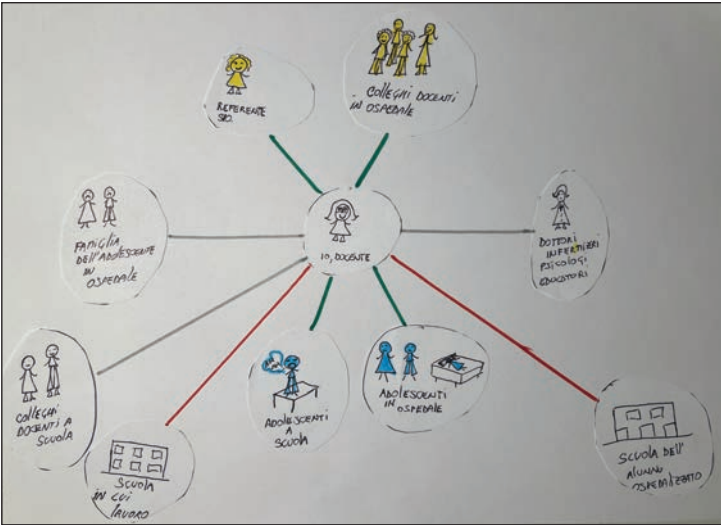 REFERENTE
SIO.
COLLEGHI DOCENTI
IN OSPEDALE
FAMIGLIA
DELL'ADOLESCENTE
IN
OSPEDALE
IO, DOCENTE
DOTTORI
INFERMIERI
PSICOLOGI
EDUCATORI
COLLEGHI
DOCENTI A
SCUOLA
SCUOLA
IN CUI
LAVORO
ADOLESCENTI
A
SCUOLA
ADOLESCENTI
IN
OSPEDALE
SCUOLA DELL'
ALUNNO
OSPEDALIZZATO